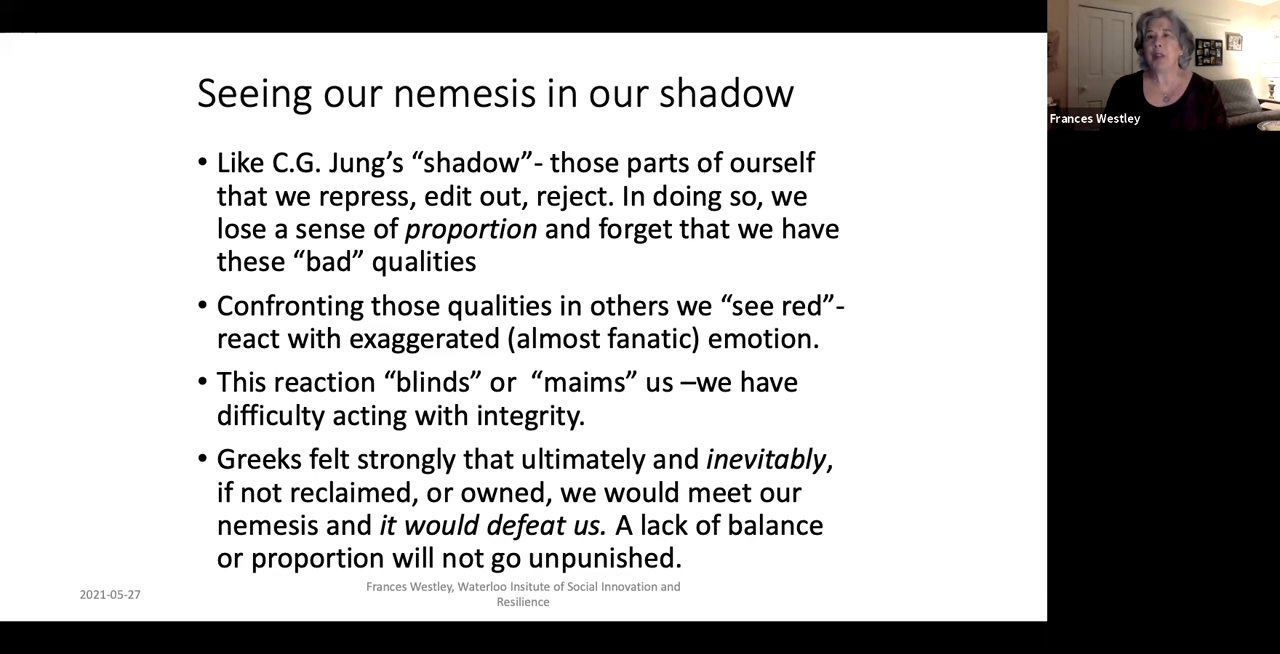 Seeing our nemesis in our shadow
• Like C.G. Jung’s “shadow”- those parts of ourself
that we repress, edit out, reject. In doing so, we
lose a sense of proportion and forget that we have
these “bad” qualities
• Confronting those qualities in others we “see red”-
react with exaggerated (almost fanatic) emotion.
• This reaction “blinds” or  “maims” us –we have
difficulty acting with integrity.
• Greeks felt strongly that ultimately and inevitably,
if not reclaimed, or owned, we would meet our
nemesis and it would defeat us. A lack of balance
or proportion will not go unpunished.
2021-05-27
Frances Westley, Waterloo Insitute of Social Innovation and
Resilience
Frances Westley